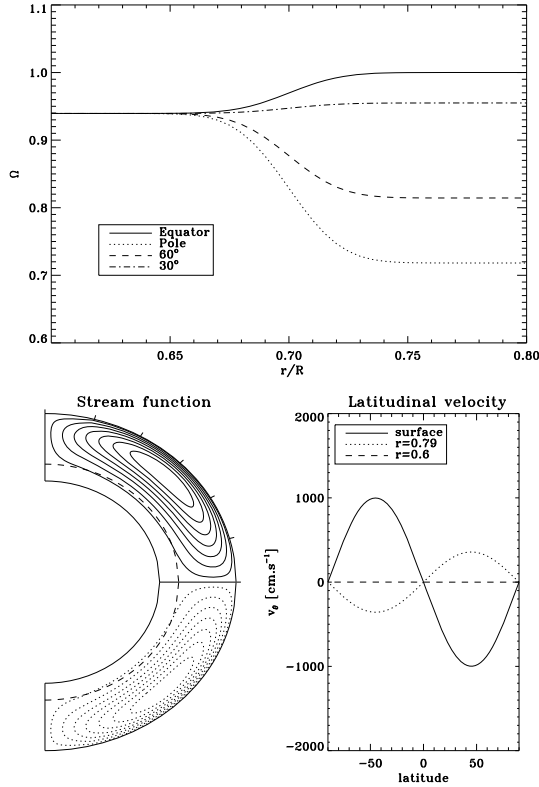 1.1
1.0
0.9
0.8
0.7
0.6
Ω
Equator
Pole
60°
30°
0.65 0.70 0.75 0.80
r/R
Stream function
Latitudinal velocity
2000
1000
0
−1000
−2000
v_θ [cm.s⁻¹]
surface
r=0.79
r=0.6
−50 0 50
latitude